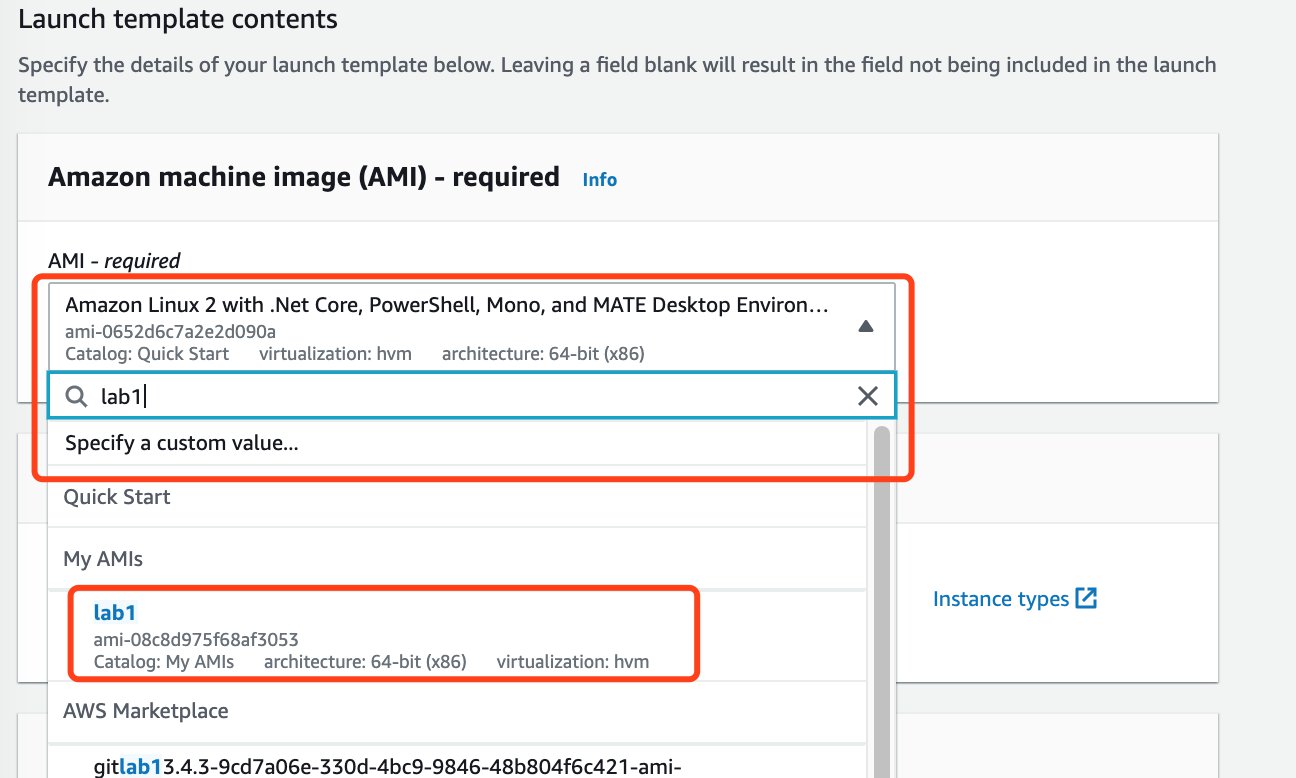 Launch template contents
Specify the details of your launch template below. Leaving a field blank will result in the field not being included in the launch
template.
Amazon machine image (AMI) - required Info
AMI - required
Amazon Linux 2 with .Net Core, PowerShell, Mono, and MATE Desktop Environ…
ami-0652d6c7a2e2d090a
Catalog: Quick Start virtualization: hvm architecture: 64-bit (x86)
lab1
Specify a custom value...
Quick Start
My AMIs
lab1
ami-08c8d975f68af3053
Catalog: My AMIs architecture: 64-bit (x86) virtualization: hvm
Instance types
AWS Marketplace
gitlab13.4.3-9cd7a06e-330d-4bc9-9846-48b804f6c421-ami-